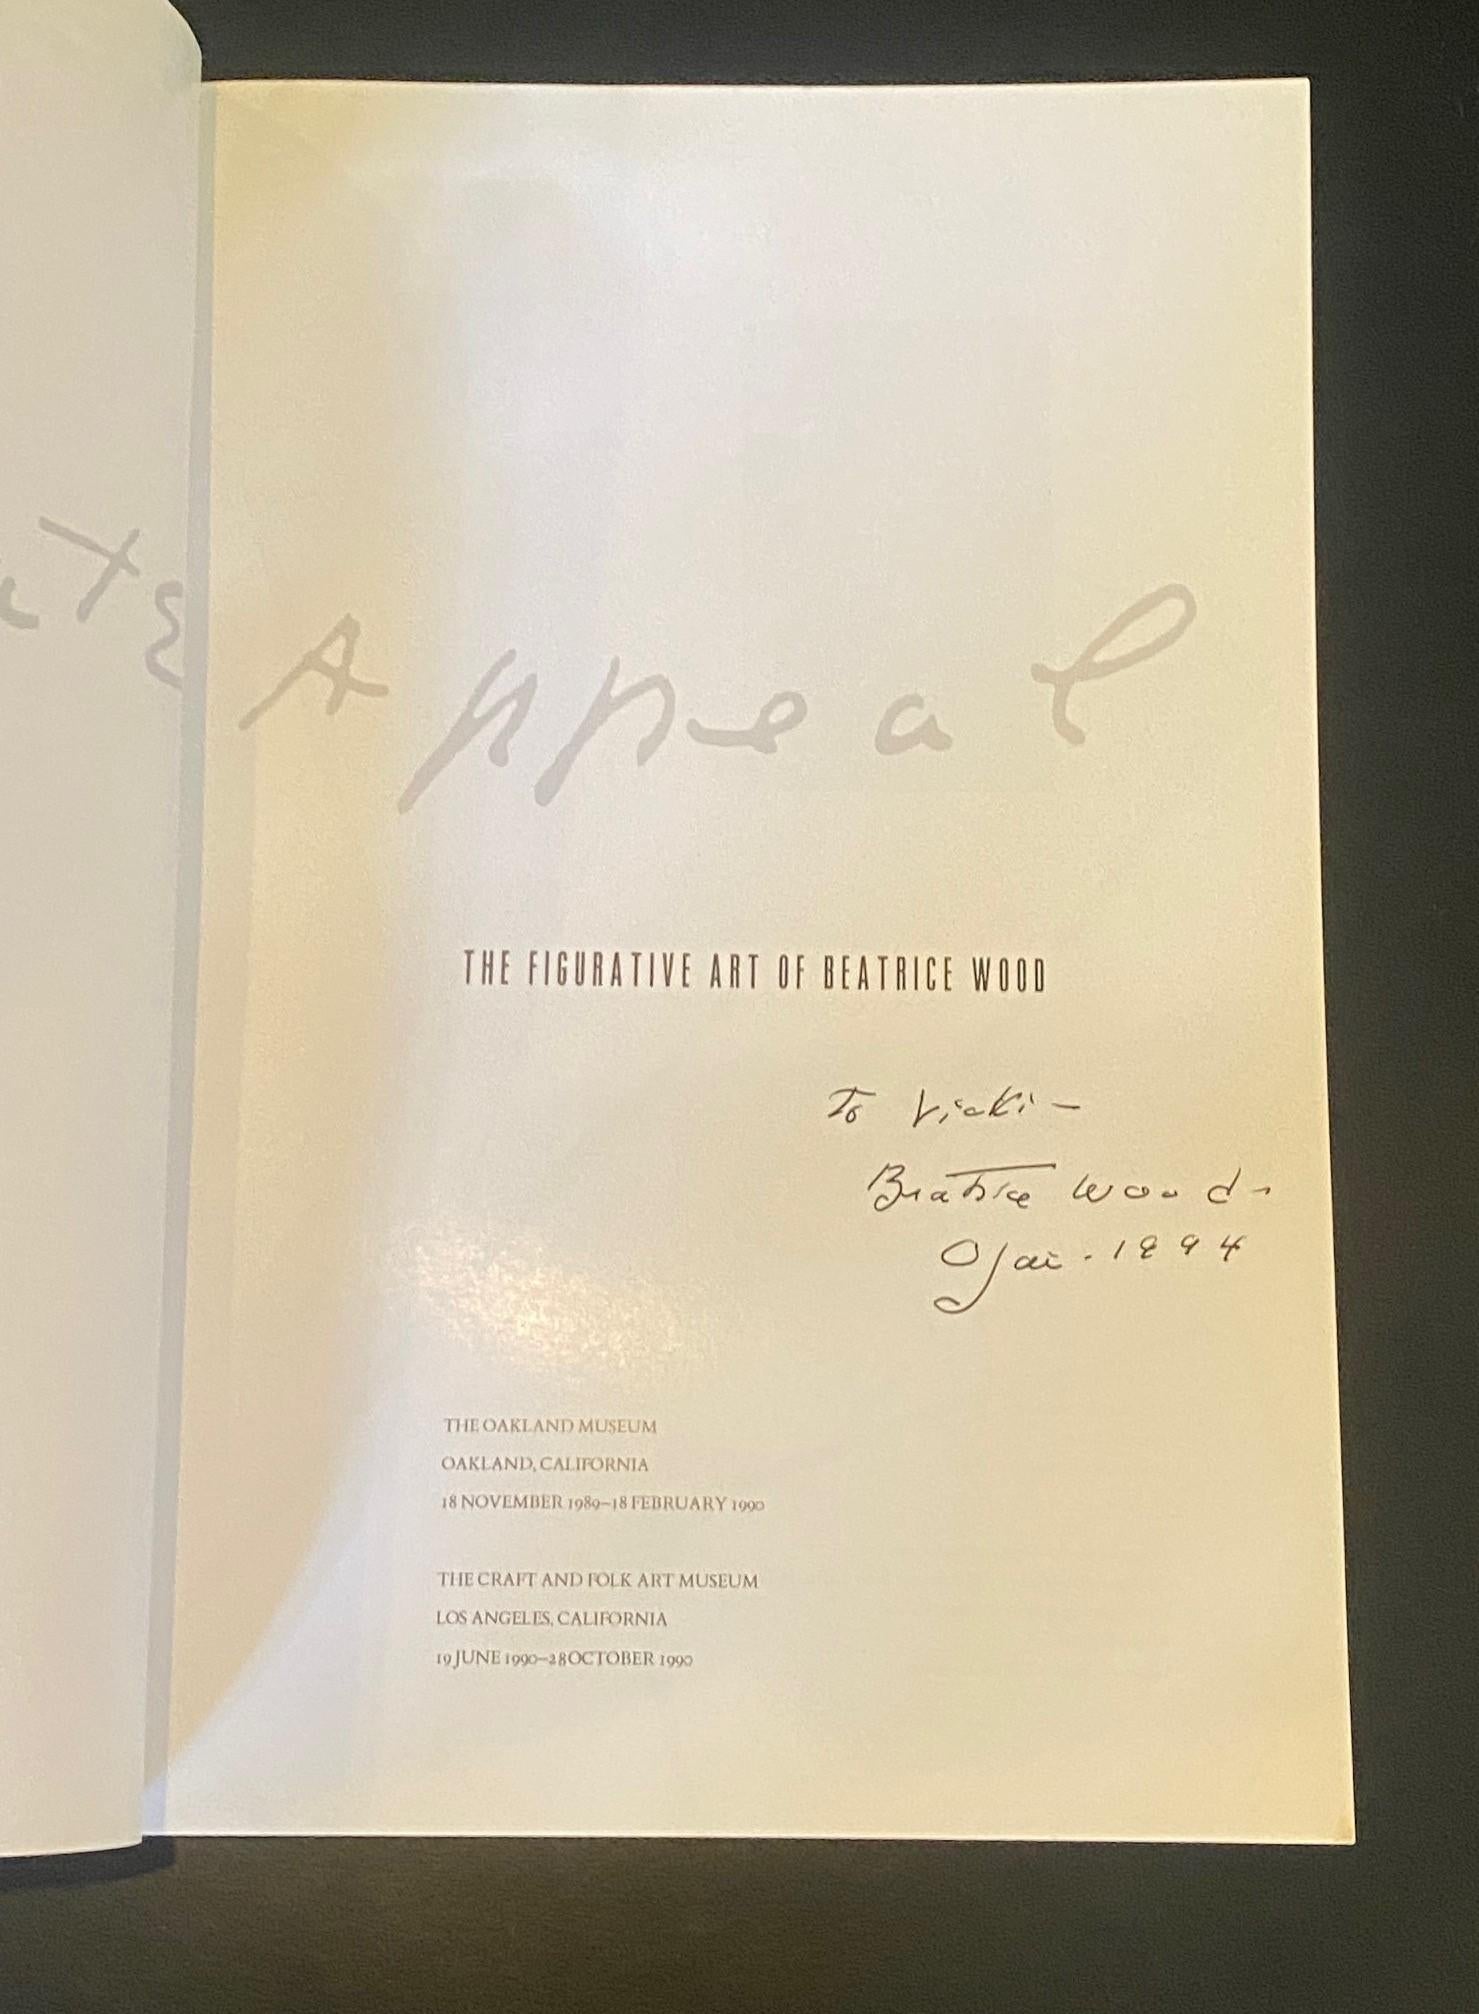 Appeal
THE FIGURATIVE ART OF BEATRICE WOOD
To Vicki –
Beatrice Wood -
Ojai - 1994
THE OAKLAND MUSEUM
OAKLAND, CALIFORNIA
18 NOVEMBER 1989–18 FEBRUARY 1990
THE CRAFT AND FOLK ART MUSEUM
LOS ANGELES, CALIFORNIA
19 JUNE 1990–28 OCTOBER 1990